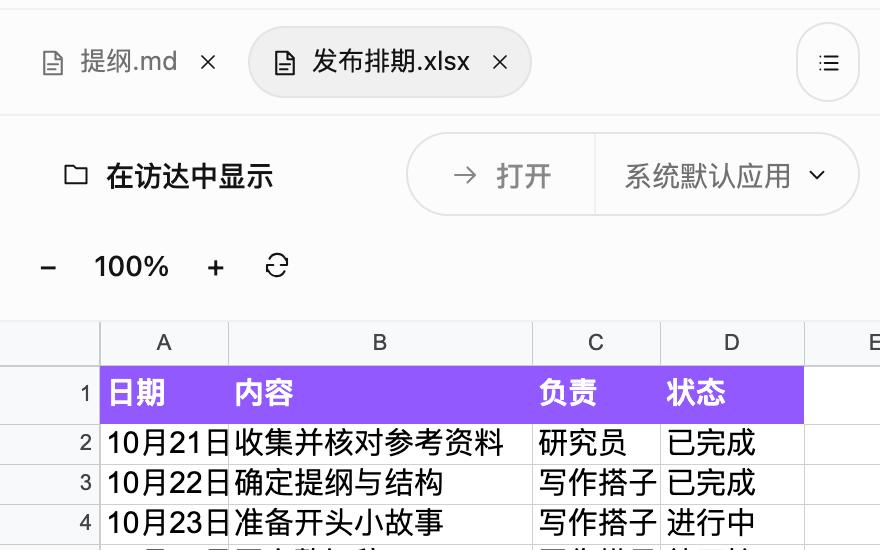 提纲.md
发布排期.xlsx
在访达中显示
打开
系统默认应用
− 100% +
A B C D E
1 日期 内容 负责 状态
2 10月21日 收集并核对参考资料 研究员 已完成
3 10月22日 确定提纲与结构 写作搭子 已完成
4 10月23日 准备开头小故事 写作搭子 进行中